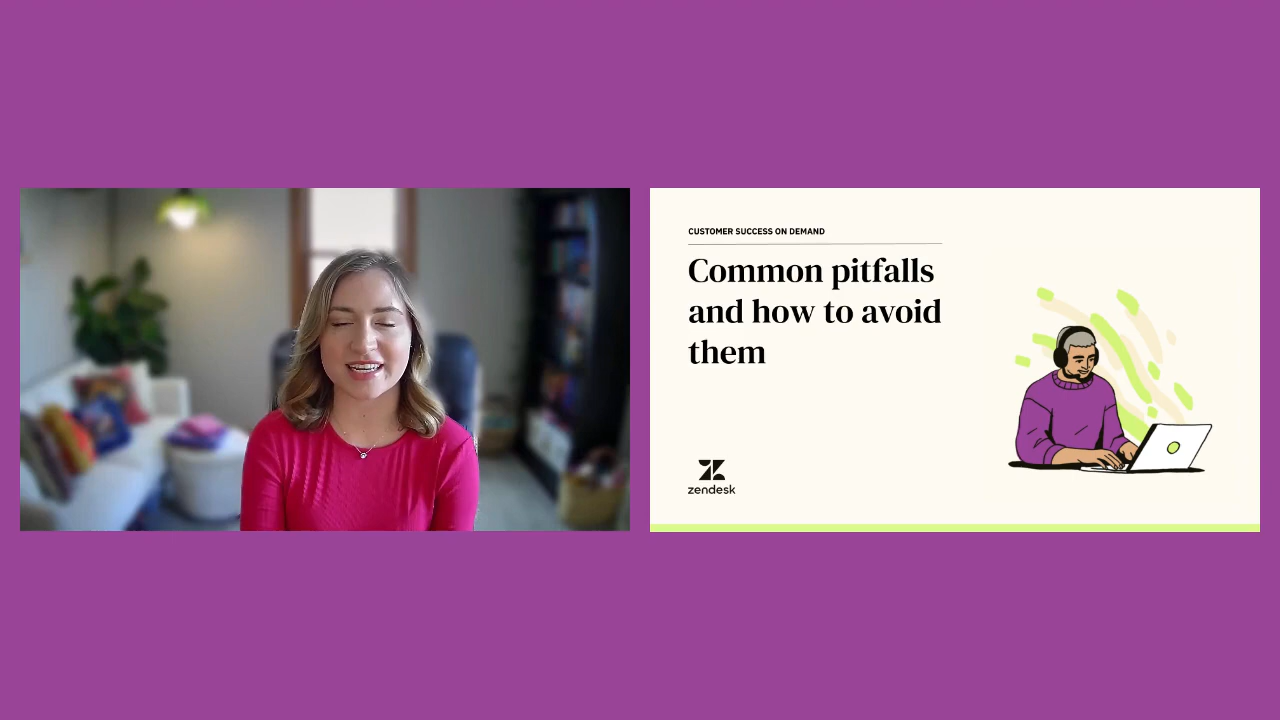 CUSTOMER SUCCESS ON DEMAND
Common pitfalls
and how to avoid
them
zendesk